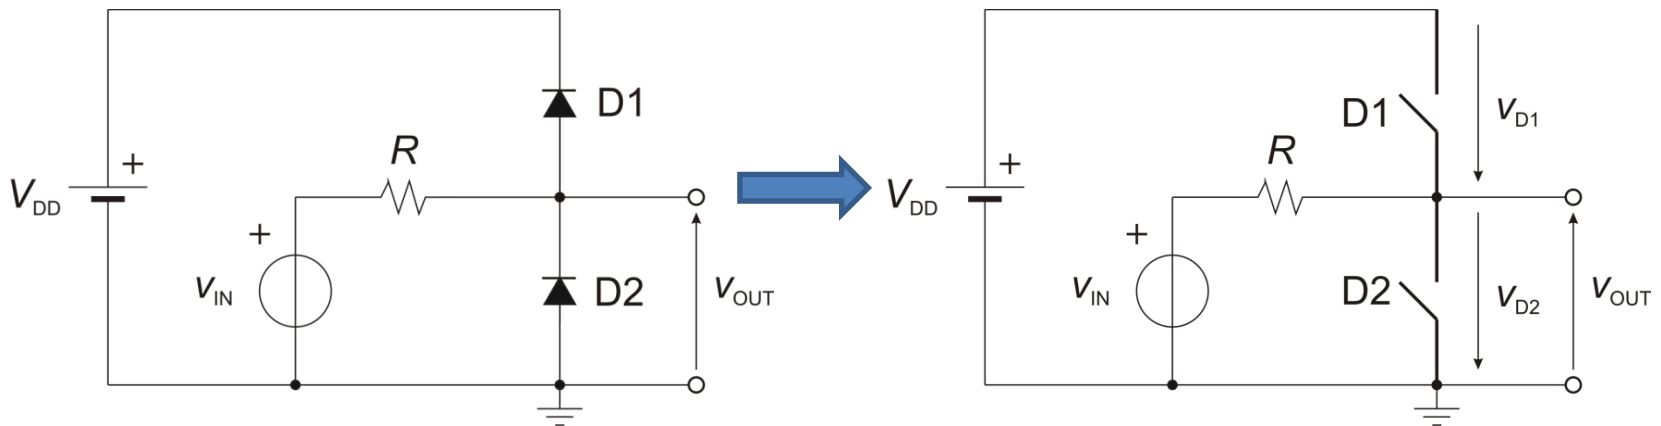 D1
R
+
V_DD
+
v_IN
D2
v_OUT
D1
v_D1
R
+
V_DD
+
v_IN
D2
v_D2
v_OUT